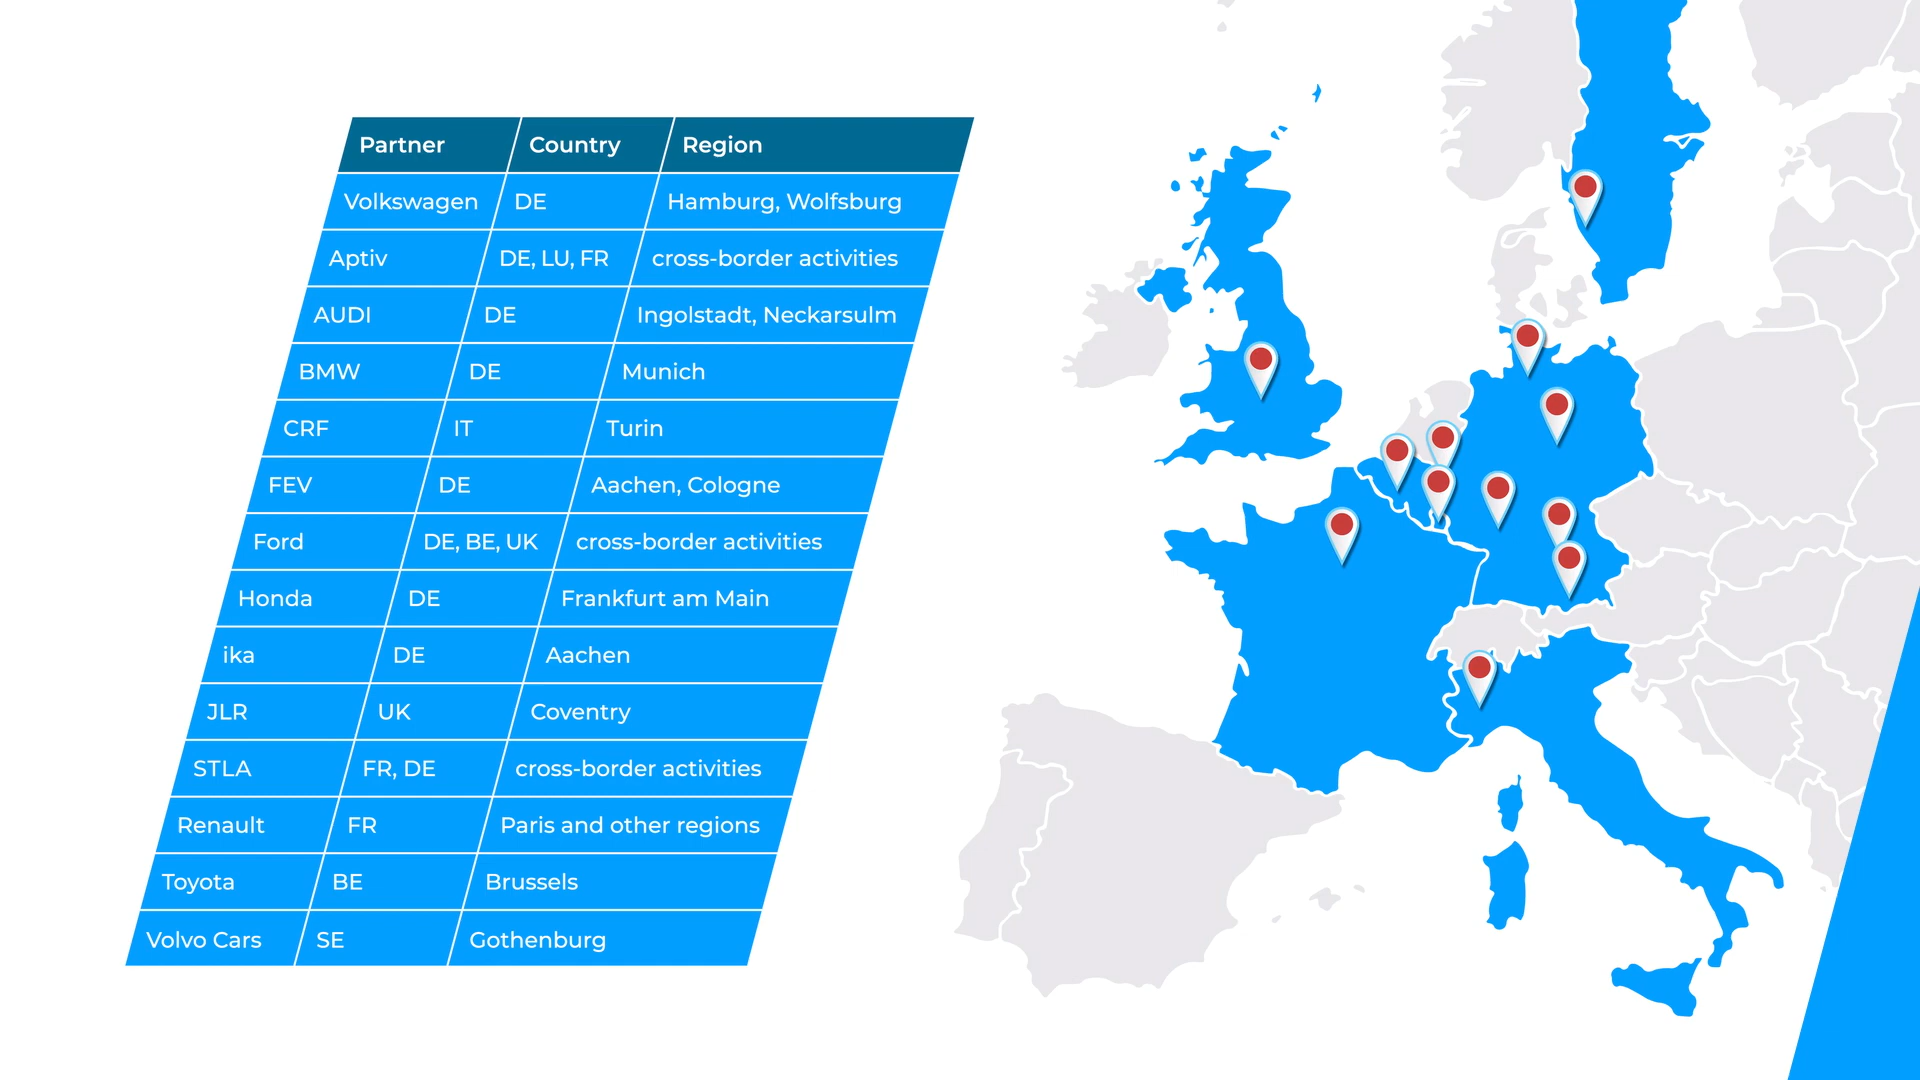 Partner Country Region
Volkswagen DE Hamburg, Wolfsburg
Aptiv DE, LU, FR cross-border activities
AUDI DE Ingolstadt, Neckarsulm
BMW DE Munich
CRF IT Turin
FEV DE Aachen, Cologne
Ford DE, BE, UK cross-border activities
Honda DE Frankfurt am Main
ika DE Aachen
JLR UK Coventry
STLA FR, DE cross-border activities
Renault FR Paris and other regions
Toyota BE Brussels
Volvo Cars SE Gothenburg